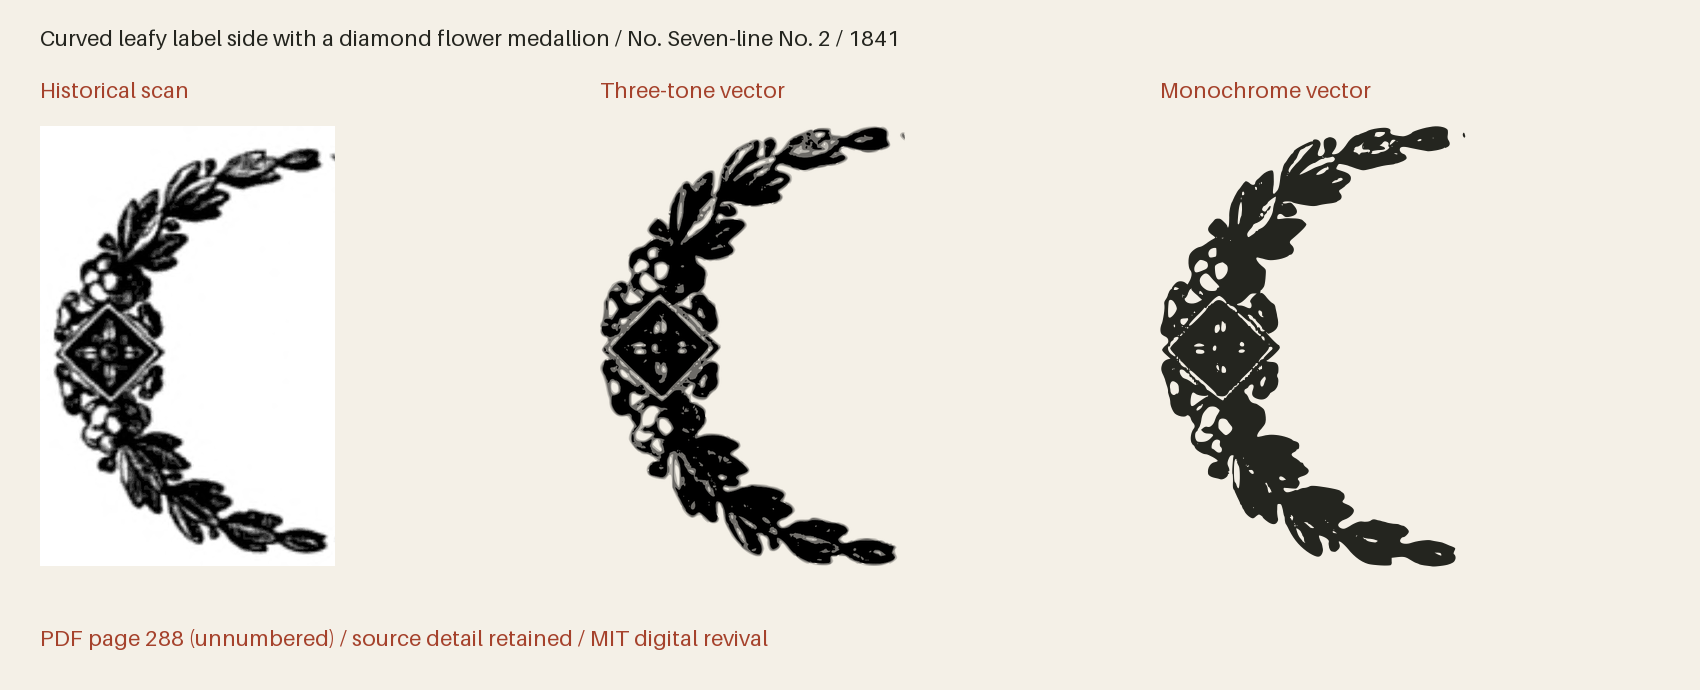 Curved leafy label side with a diamond flower medallion / No. Seven-line No. 2 / 1841
Historical scan
Three-tone vector
Monochrome vector
PDF page 288 (unnumbered) / source detail retained / MIT digital revival